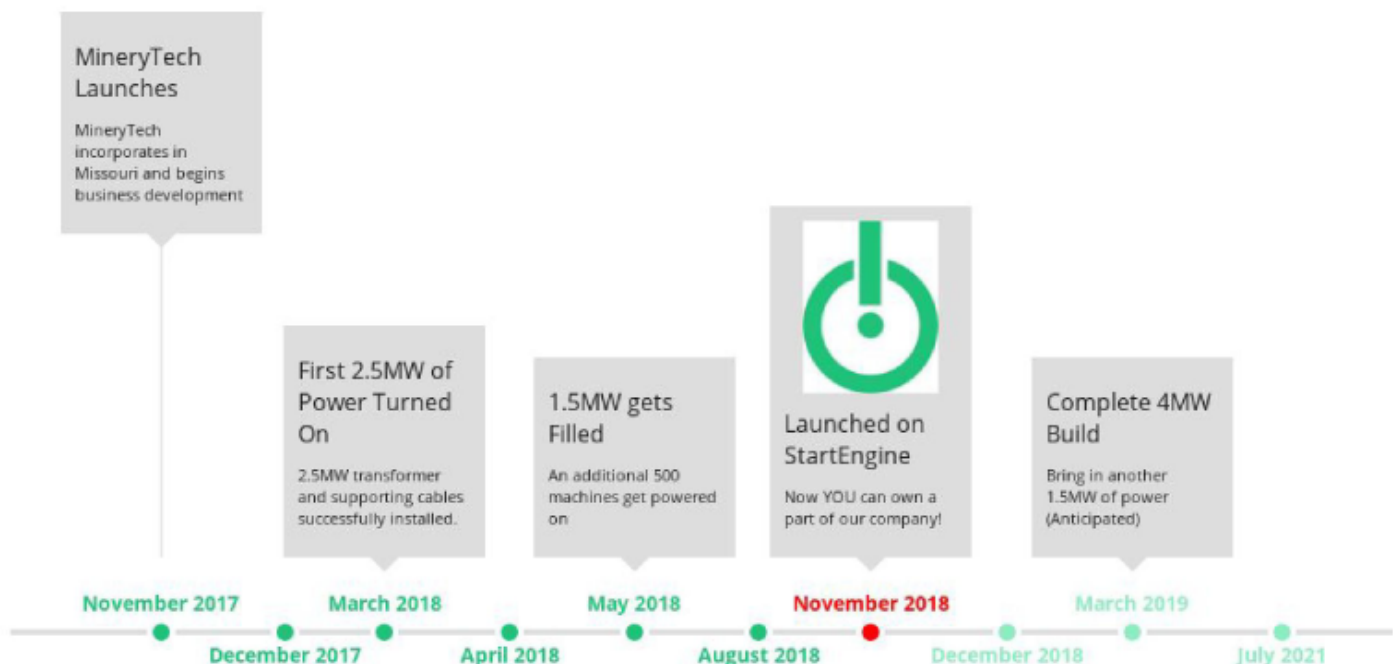 MineryTech
Launches
MineryTech
incorporates in
Missouri and begins
business development
First 2.5MW of
Power Turned
On
2.5MW transformer
and supporting cables
successfully installed.
1.5MW gets
Filled
An additional 500
machines get powered
on
Launched on
StartEngine
Now YOU can own a
part of our company!
Complete 4MW
Build
Bring in another
1.5MW of power
(Anticipated)
November 2017
March 2018
May 2018
November 2018
March 2019
December 2017
April 2018
August 2018
December 2018
July 2021